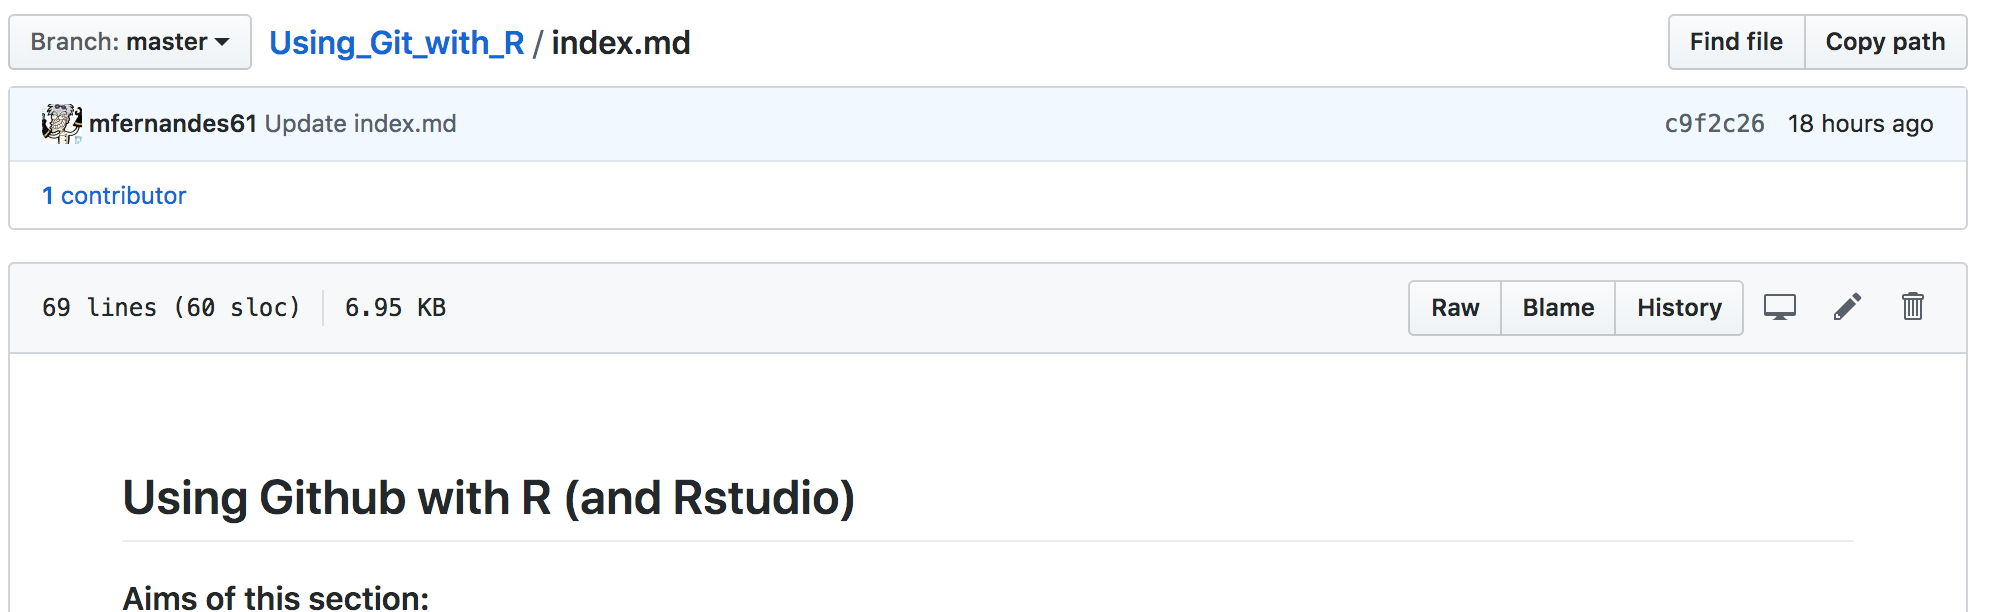 Branch: master Using_Git_with_R / index.md Find file Copy path
mfernandes61 Update index.md c9f2c26 18 hours ago
1 contributor
69 lines (60 sloc) 6.95 KB Raw Blame History
Using Github with R (and Rstudio)
Aims of this section: